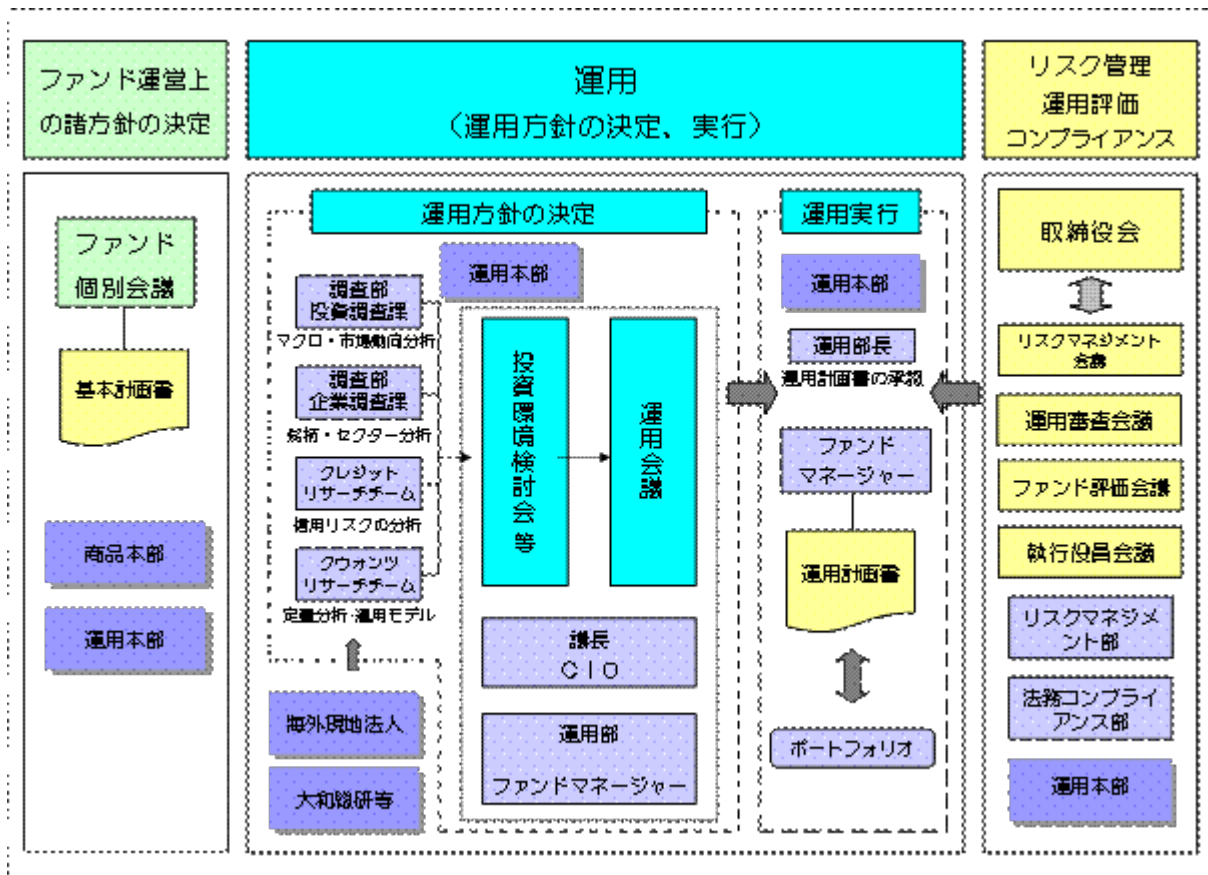 ファンド運営上
の諸方針の決定
運用
(運用方針の決定、実行)
リスク管理
運用評価
コンプライアンス
ファンド
個別会議
基本計画書
商品本部
運用本部
運用方針の決定
運用本部
調査部
投資調査課
マクロ・市場動向分析
調査部
企業調査課
銘柄・セクター分析
クレジット
リサーチチーム
信用リスクの分析
クウォンツ
リサーチチーム
定量分析・運用モデル
海外現地法人
大和総研等
投資環境検討会等
運用会議
議長
CIO
運用部
ファンドマネージャー
運用実行
運用本部
運用部長
運用計画書の承認
ファンド
マネージャー
運用計画書
ポートフォリオ
取締役会
リスクマネジメント
会議
運用審査会議
ファンド評価会議
執行役員会議
リスクマネジメ
ント部
法務コンプライ
アンス部
運用本部